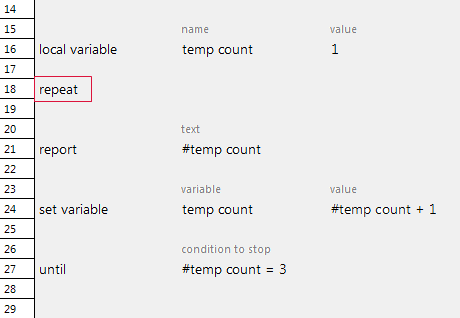 14
15 name value
16 local variable temp count 1
17
18 repeat
19
20 text
21 report #temp count
22
23 variable value
24 set variable temp count #temp count + 1
25
26 condition to stop
27 until #temp count = 3
28
29